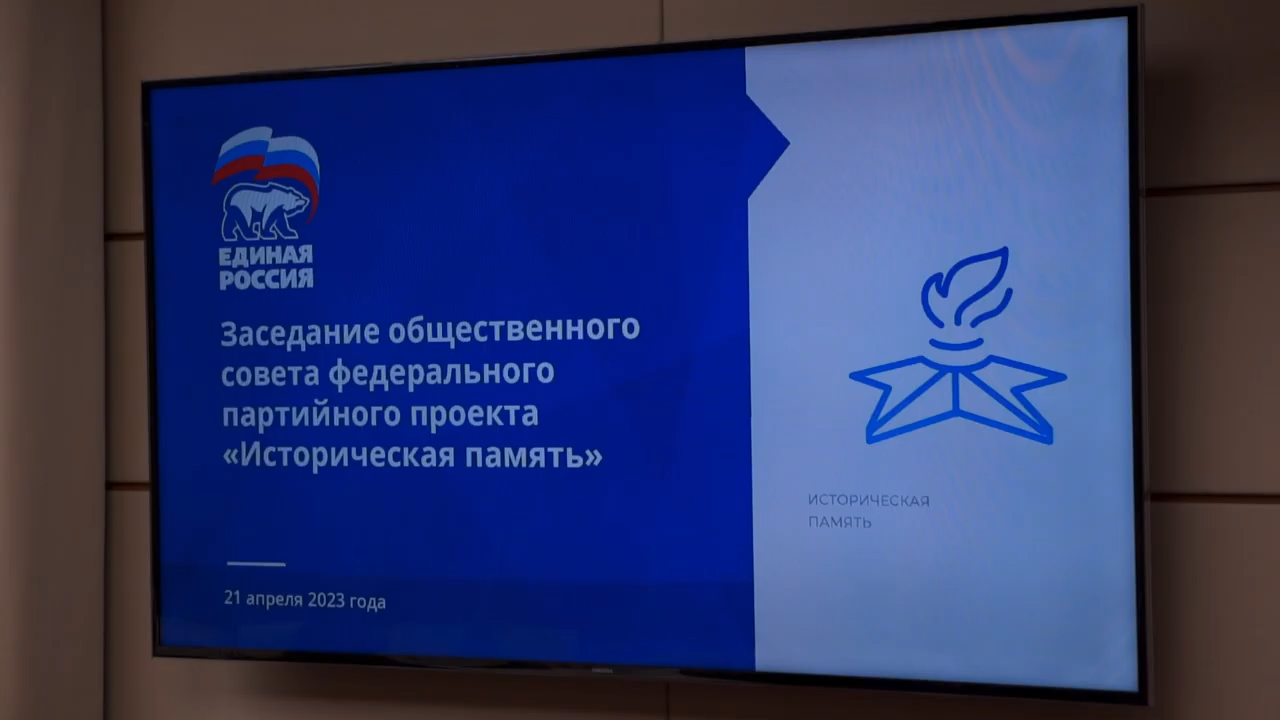 ЕДИНАЯ
РОССИЯ
Заседание общественного
совета федерального
партийного проекта
«Историческая память»
21 апреля 2023 года
ИСТОРИЧЕСКАЯ
ПАМЯТЬ